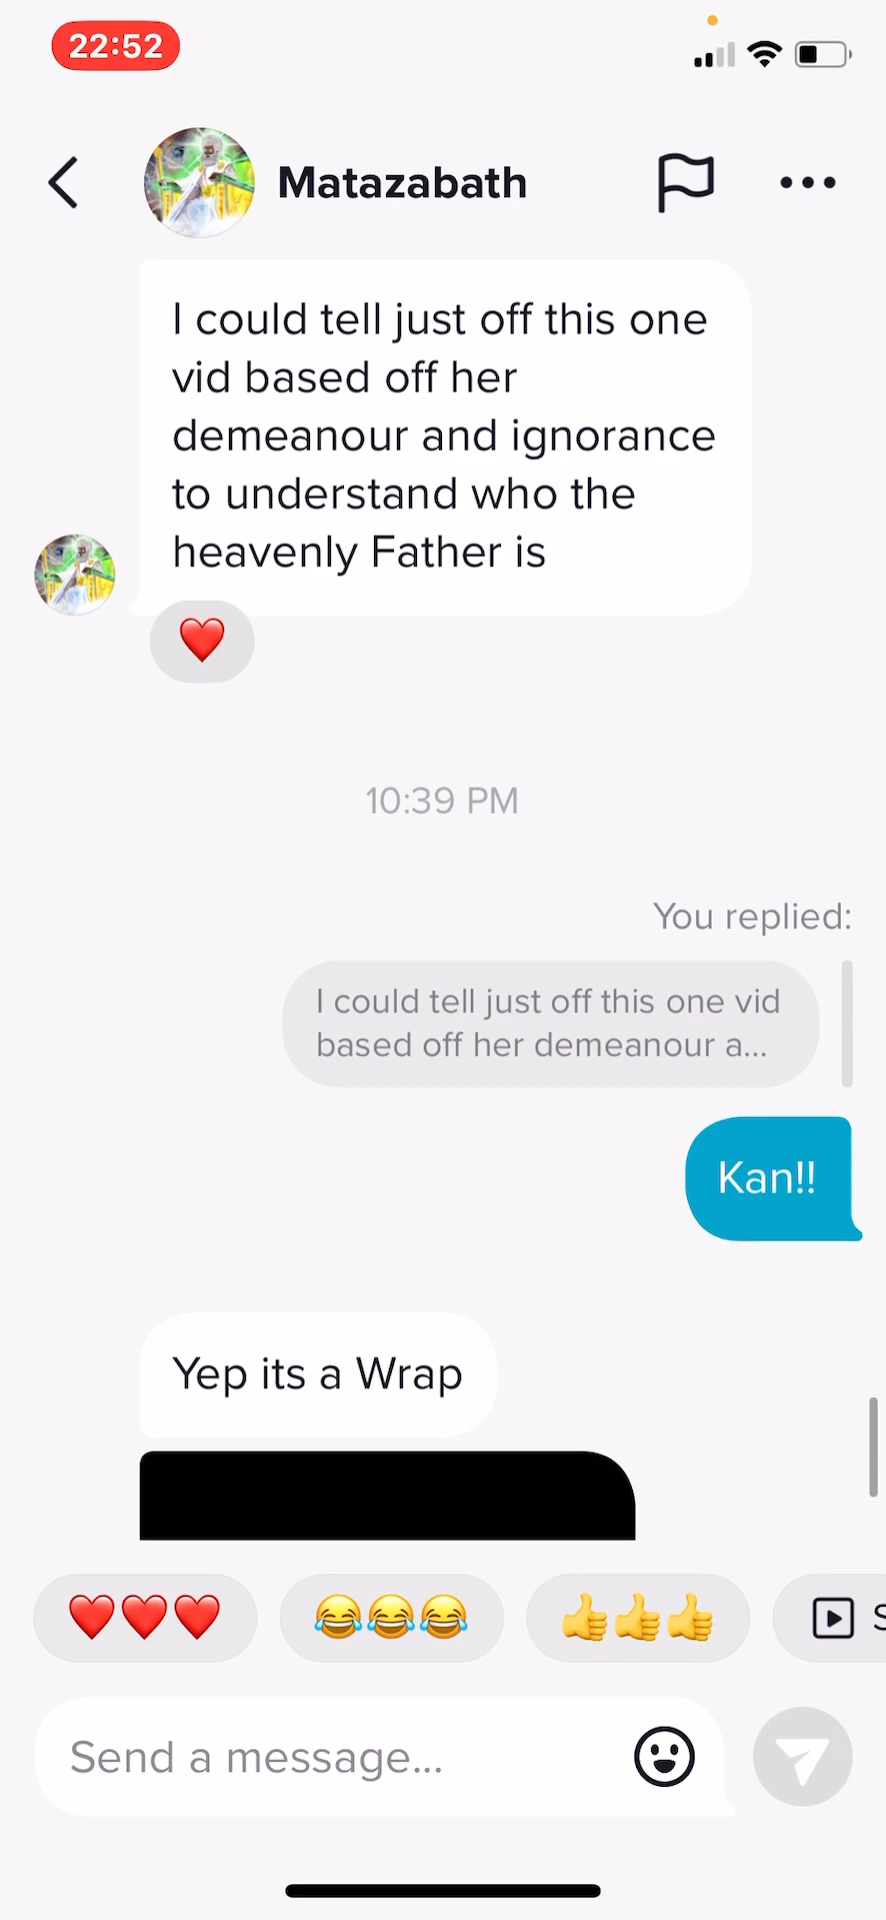 22:52
Matazabath
I could tell just off this one
vid based off her
demeanour and ignorance
to understand who the
heavenly Father is
10:39 PM
You replied:
I could tell just off this one vid
based off her demeanour a...
Kan!!
Yep its a Wrap
S
Send a message...